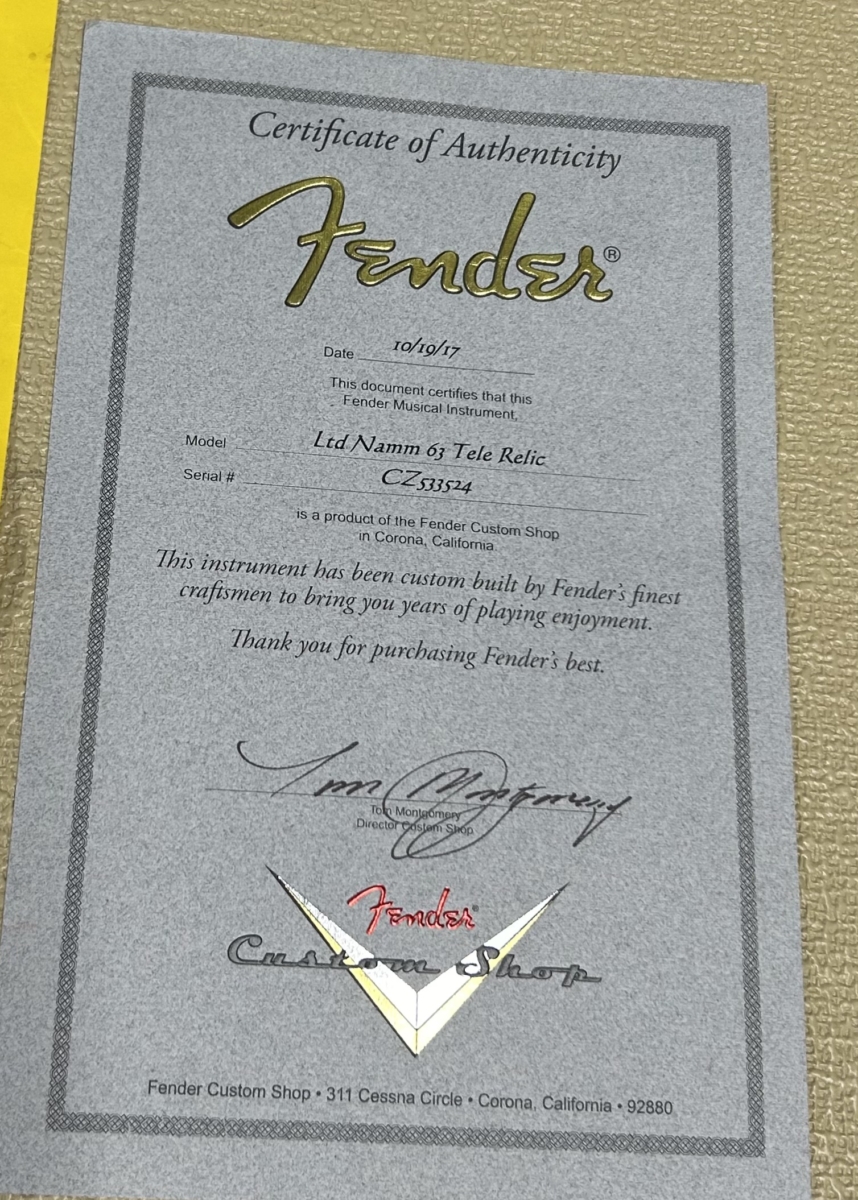 Certificate of Authenticity
Fender®
Date 10/19/17
This document certifies that this
Fender Musical Instrument,
Model Ltd Namm 63 Tele Relic
Serial # CZ533524
is a product of the Fender Custom Shop
in Corona, California
This instrument has been custom built by Fender's finest
craftsmen to bring you years of playing enjoyment.
Thank you for purchasing Fender's best.
Tom Montgomery
Tom Montgomery
Director Custom Shop
Fender®
Custom Shop
Fender Custom Shop • 311 Cessna Circle • Corona, California • 92880